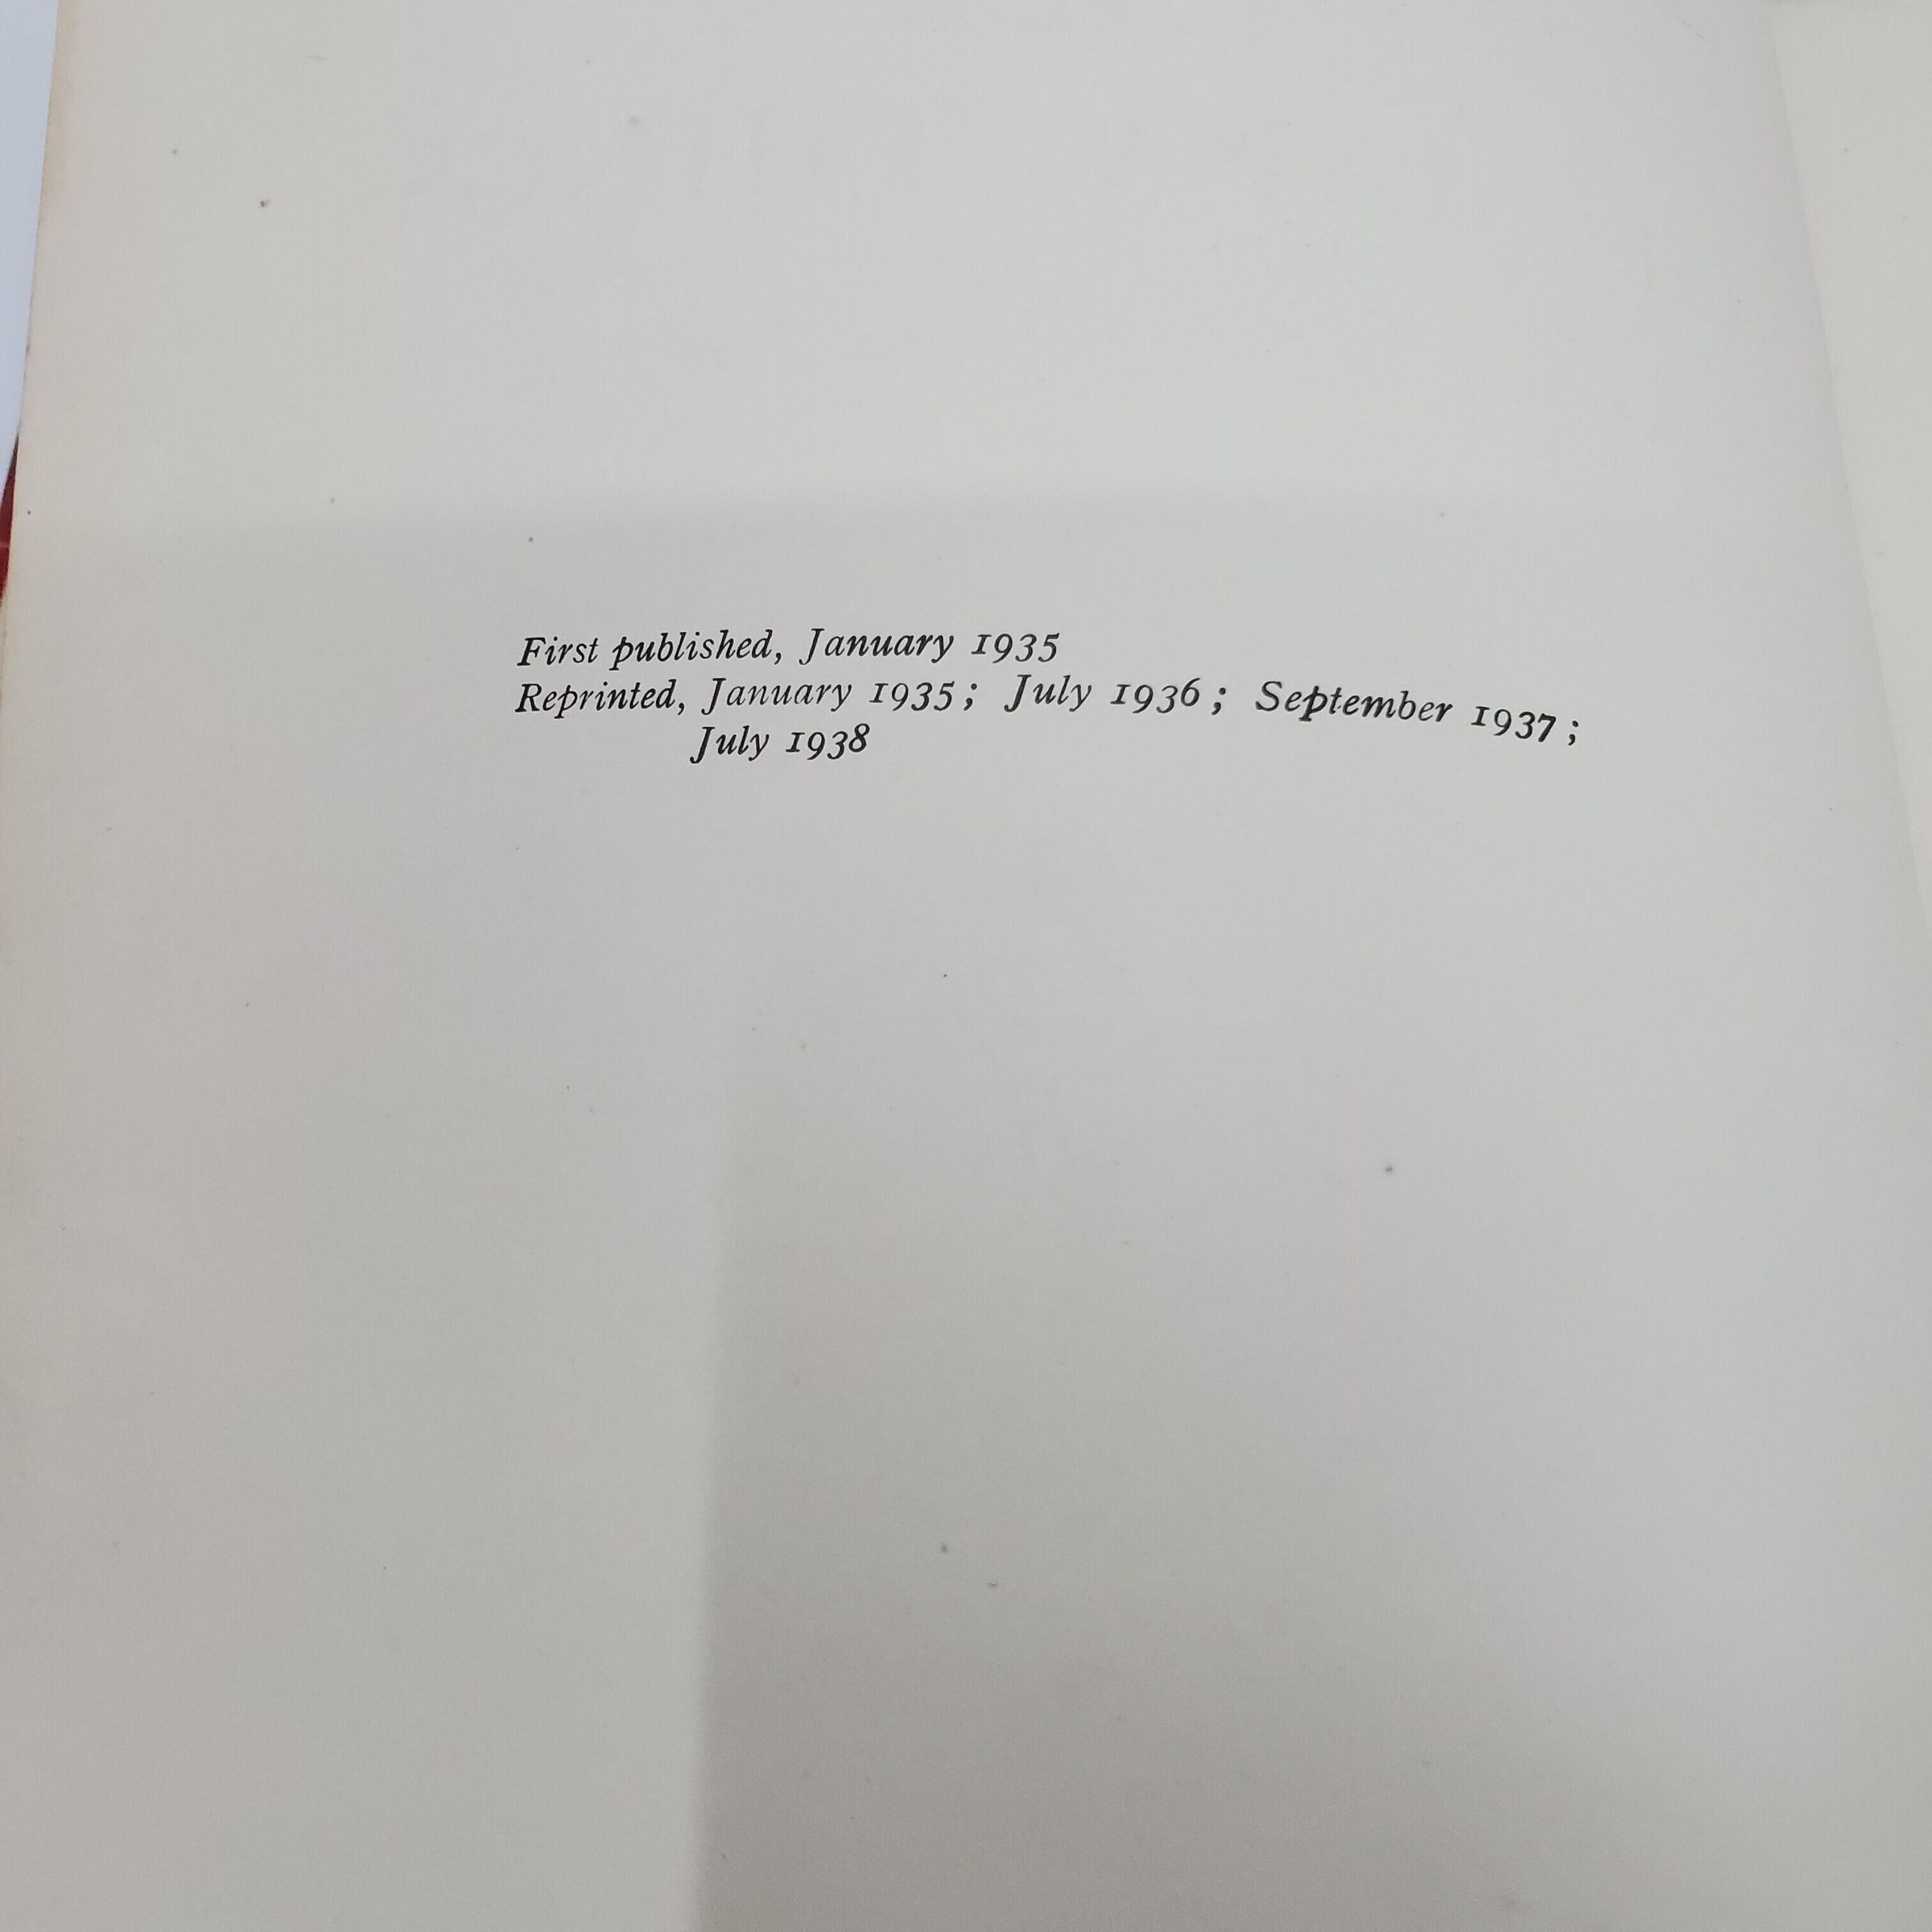 First published, January 1935
Reprinted, January 1935; July 1936; September 1937;
July 1938